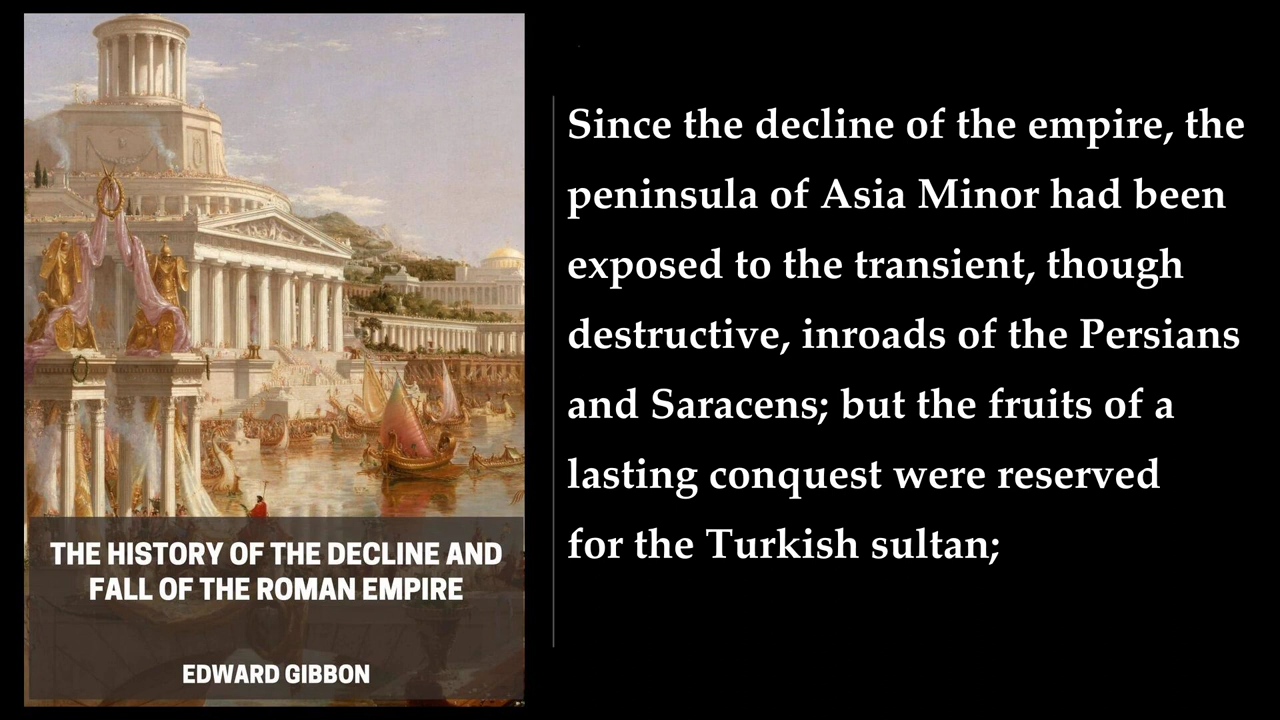 THE HISTORY OF THE DECLINE AND
FALL OF THE ROMAN EMPIRE
EDWARD GIBBON
Since the decline of the empire, the
peninsula of Asia Minor had been
exposed to the transient, though
destructive, inroads of the Persians
and Saracens; but the fruits of a
lasting conquest were reserved
for the Turkish sultan;